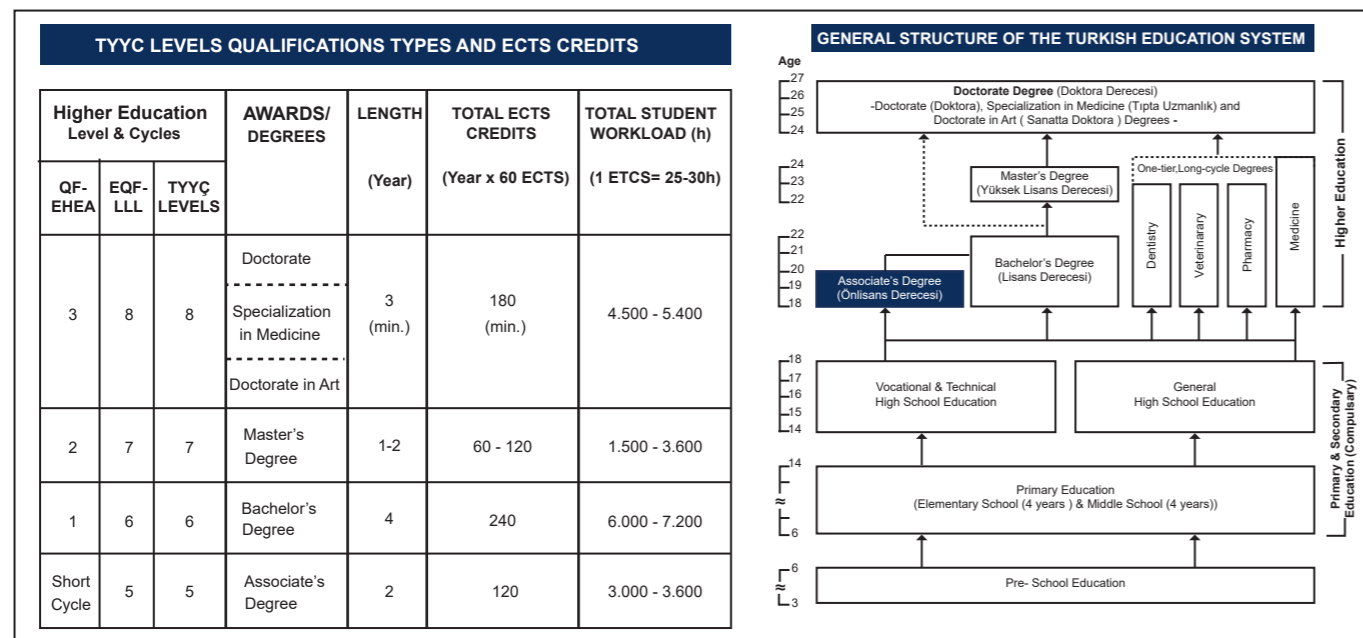 TYYC LEVELS QUALIFICATIONS TYPES AND ECTS CREDITS
Higher Education
Level & Cycles
AWARDS/
DEGREES
LENGTH
(Year)
TOTAL ECTS
CREDITS
(Year x 60 ECTS)
TOTAL STUDENT
WORKLOAD (h)
(1 ETCS= 25-30h)
QF-
EHEA
EQF-
LLL
TYYÇ
LEVELS
3
8
8
Doctorate
Specialization
in Medicine
Doctorate in Art
3
(min.)
180
(min.)
4.500 - 5.400
2
7
7
Master's
Degree
1-2
60 - 120
1.500 - 3.600
1
6
6
Bachelor's
Degree
4
240
6.000 - 7.200
Short
Cycle
5
5
Associate's
Degree
2
120
3.000 - 3.600
GENERAL STRUCTURE OF THE TURKISH EDUCATION SYSTEM
Age
27
26
25
24
Doctorate Degree (Doktora Derecesi)
-Doctorate (Doktora), Specialization in Medicine (Tıpta Uzmanlık) and
Doctorate in Art ( Sanatta Doktora ) Degrees -
24
23
22
Master's Degree
(Yüksek Lisans Derecesi)
One-tier,Long-cycle Degrees
22
21
20
19
18
Associate's Degree
(Önlisans Derecesi)
Bachelor's Degree
(Lisans Derecesi)
Dentistry
Veterinarary
Pharmacy
Medicine
Higher Education
18
17
16
15
14
Vocational & Technical
High School Education
General
High School Education
14
≈
6
Primary Education
(Elementary School (4 years ) & Middle School (4 years))
Primary & Secondary
Education (Compulsary)
6
≈
3
Pre- School Education